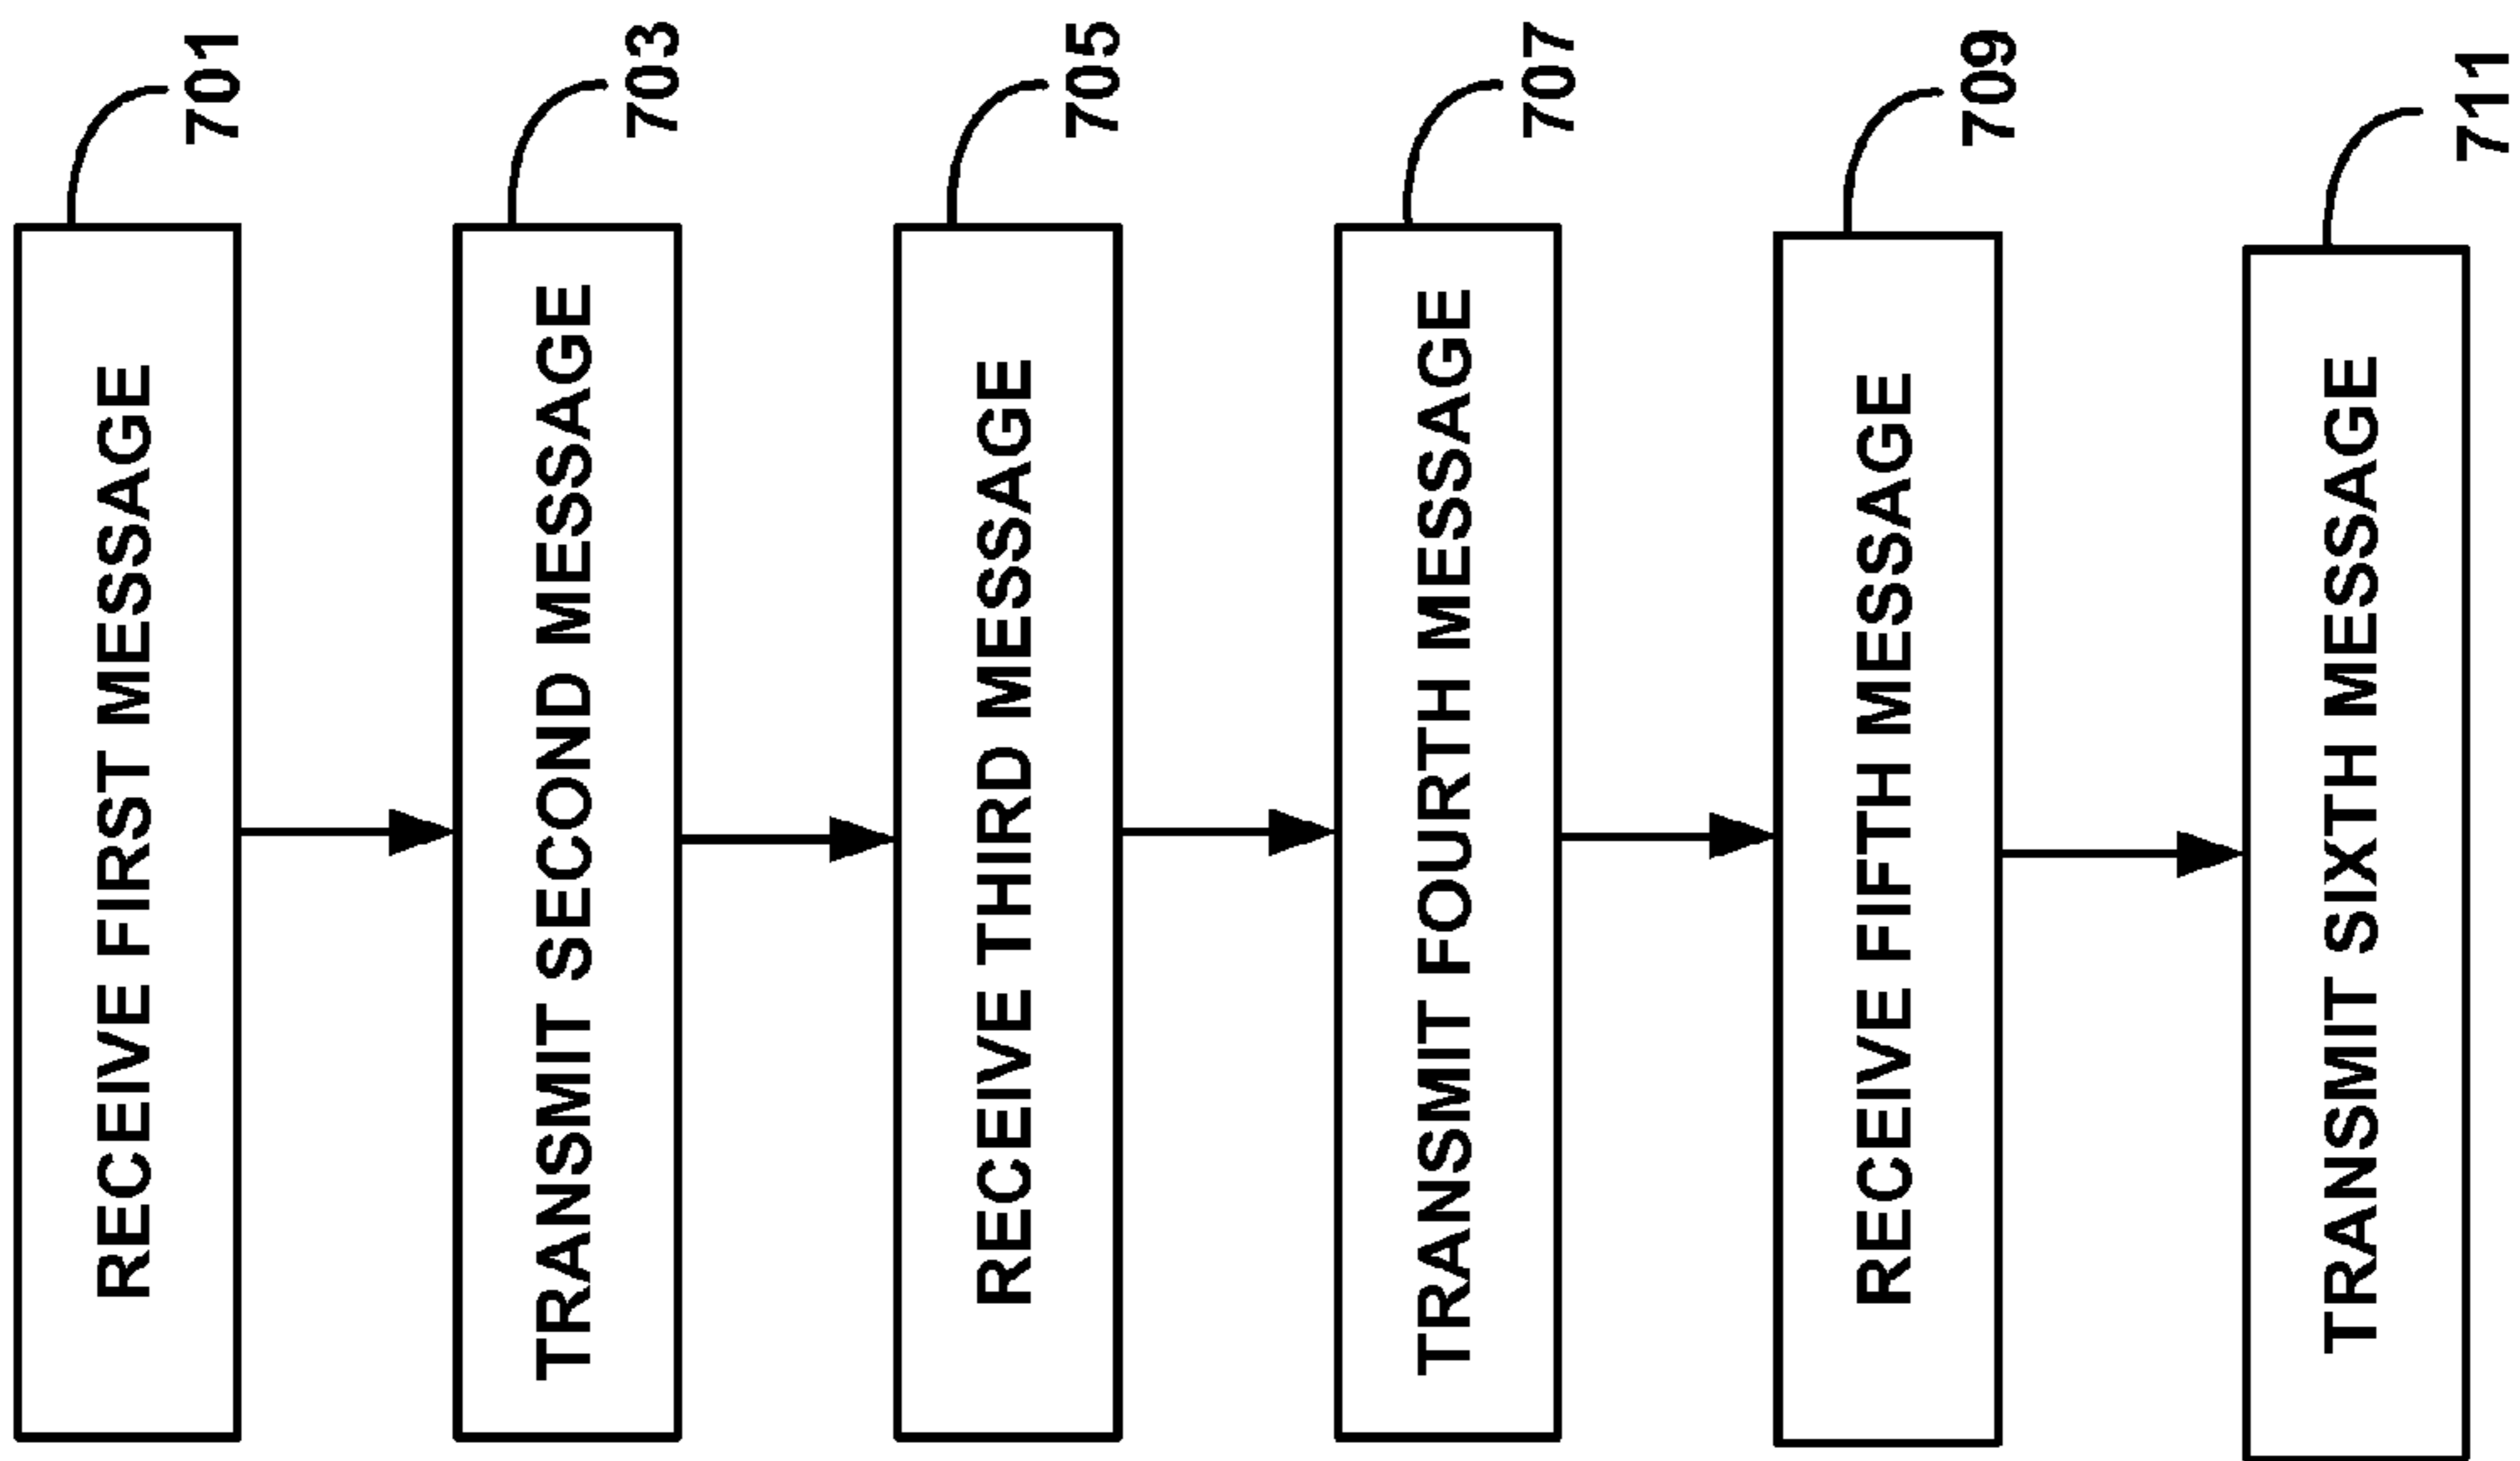 RECEIVE FIRST MESSAGE
701
TRANSMIT SECOND MESSAGE
703
RECEIVE THIRD MESSAGE
705
TRANSMIT FOURTH MESSAGE
707
RECEIVE FIFTH MESSAGE
709
TRANSMIT SIXTH MESSAGE
711